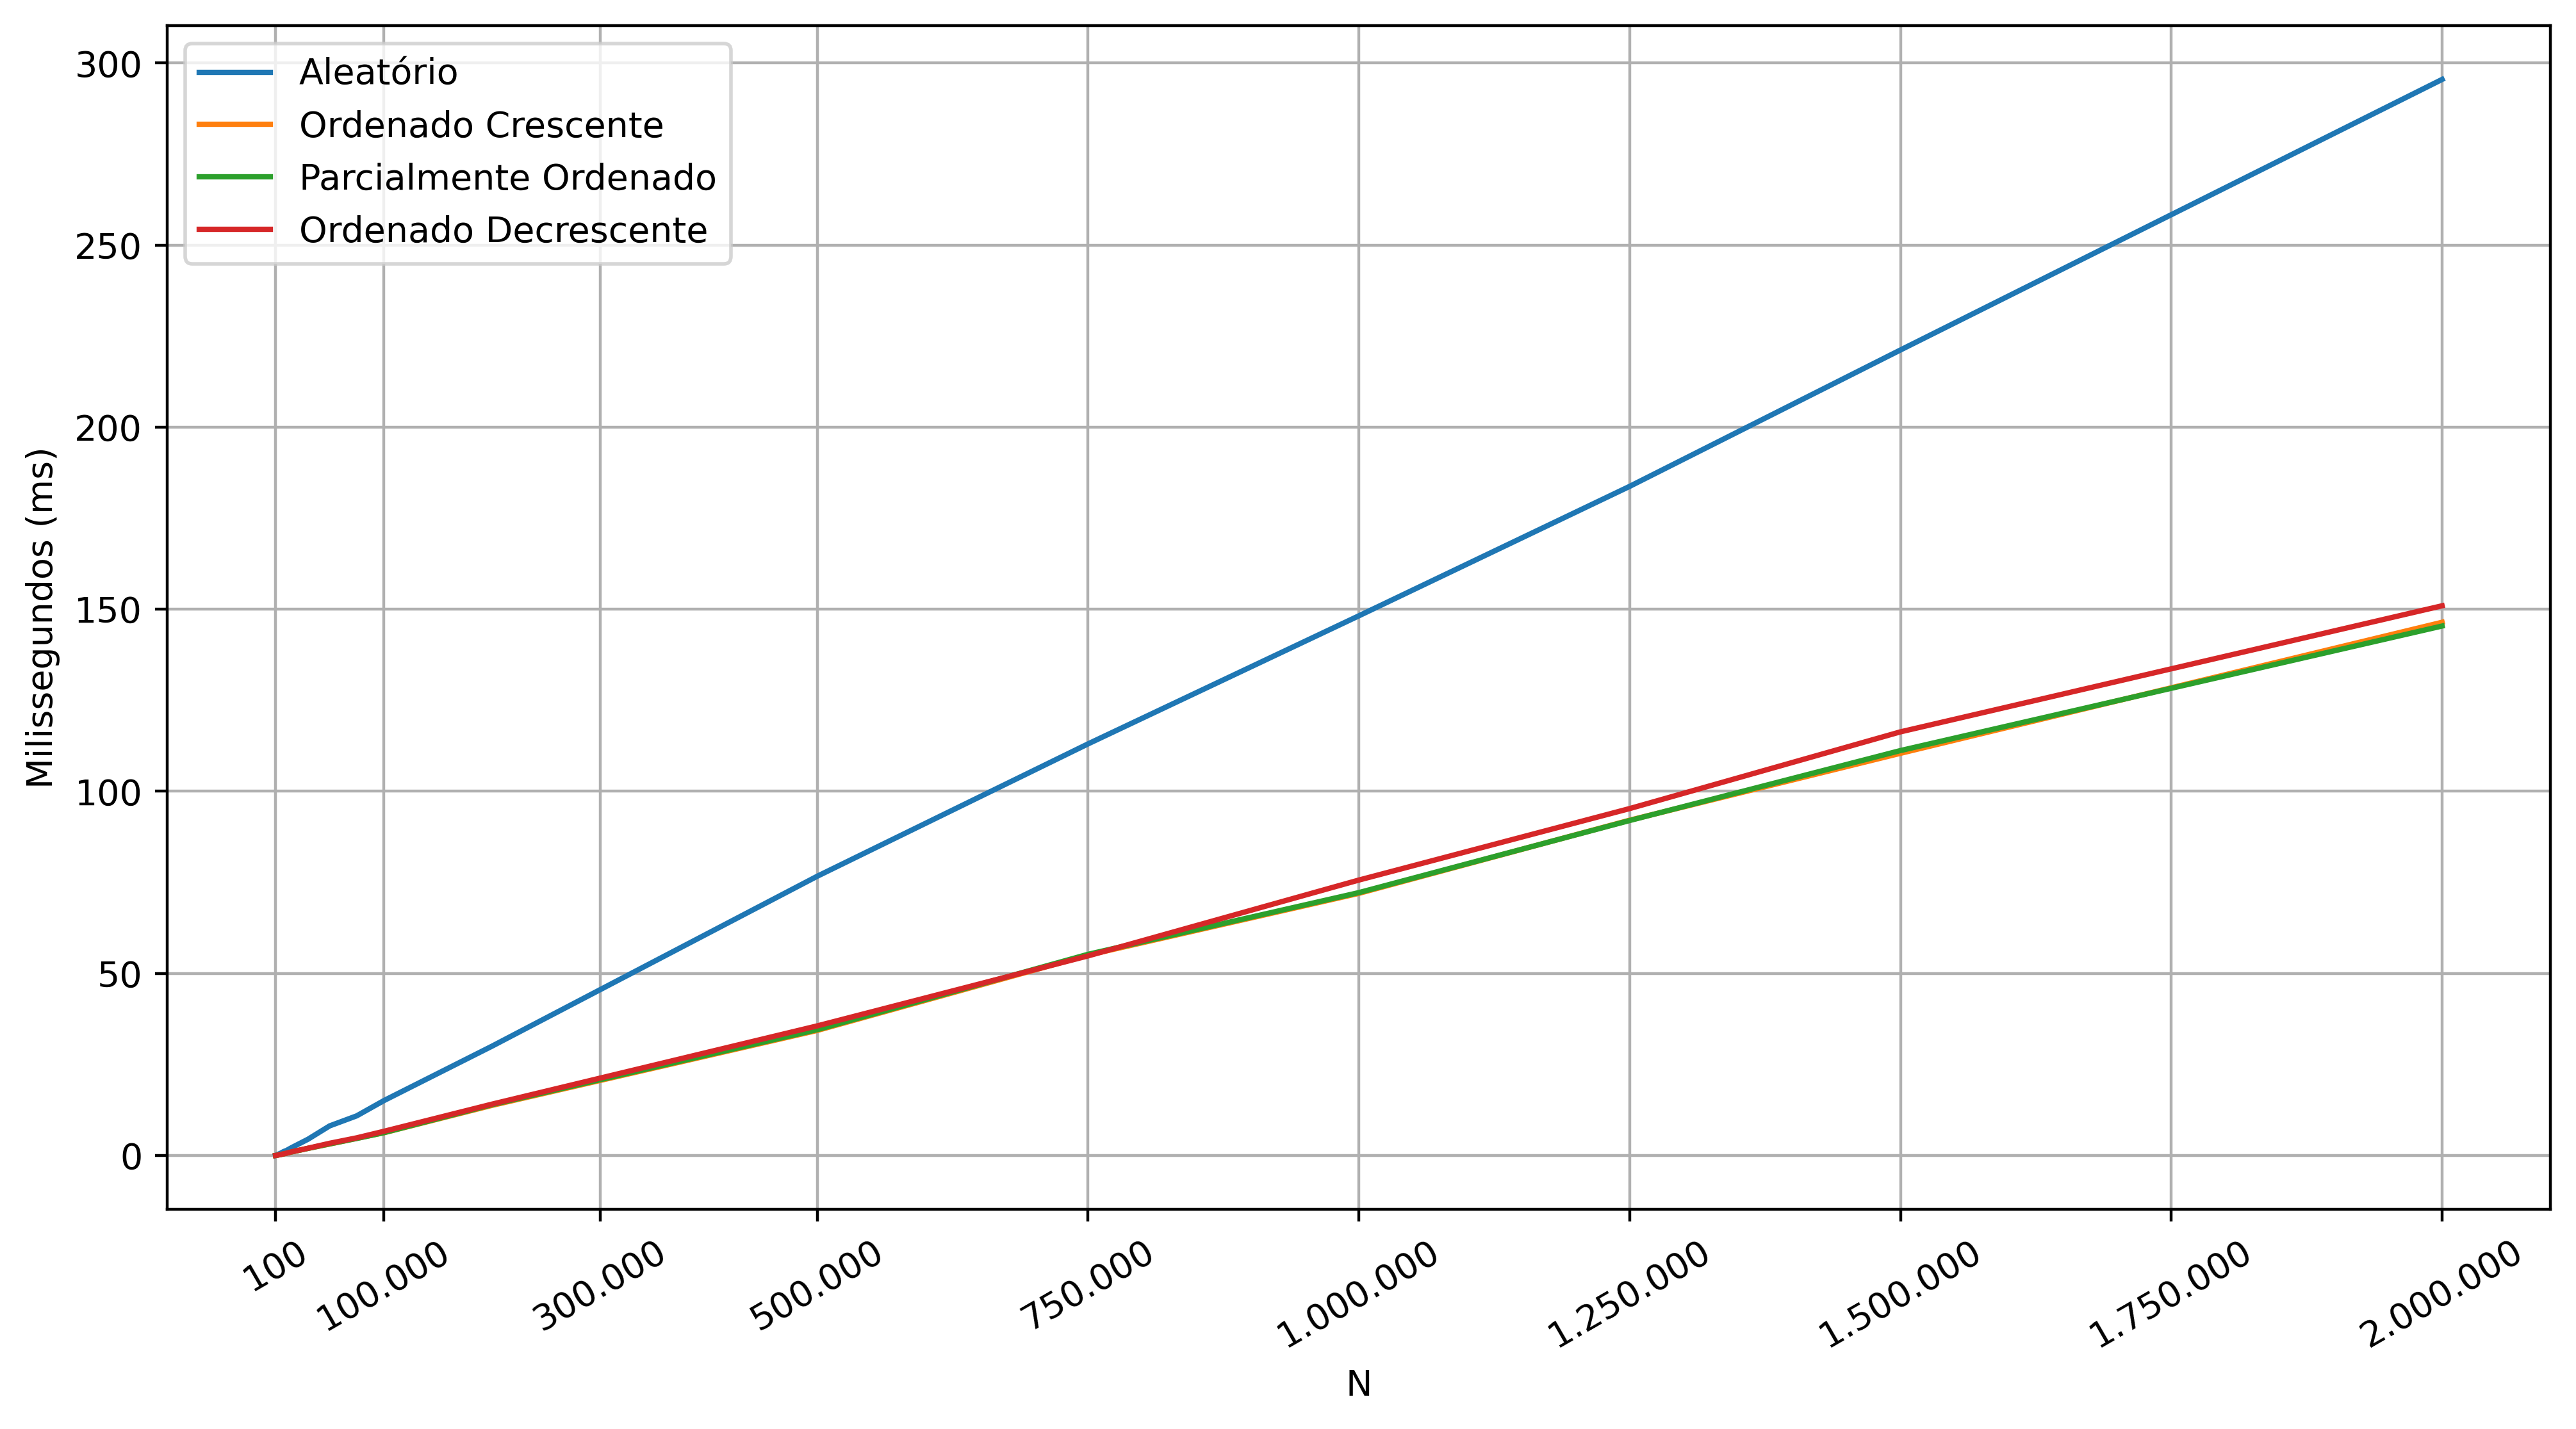 300
250
200
150
100
50
0
Milissegundos (ms)
Aleatório
Ordenado Crescente
Parcialmente Ordenado
Ordenado Decrescente
100
100.000
300.000
500.000
750.000
1.000.000
1.250.000
1.500.000
1.750.000
2.000.000
N